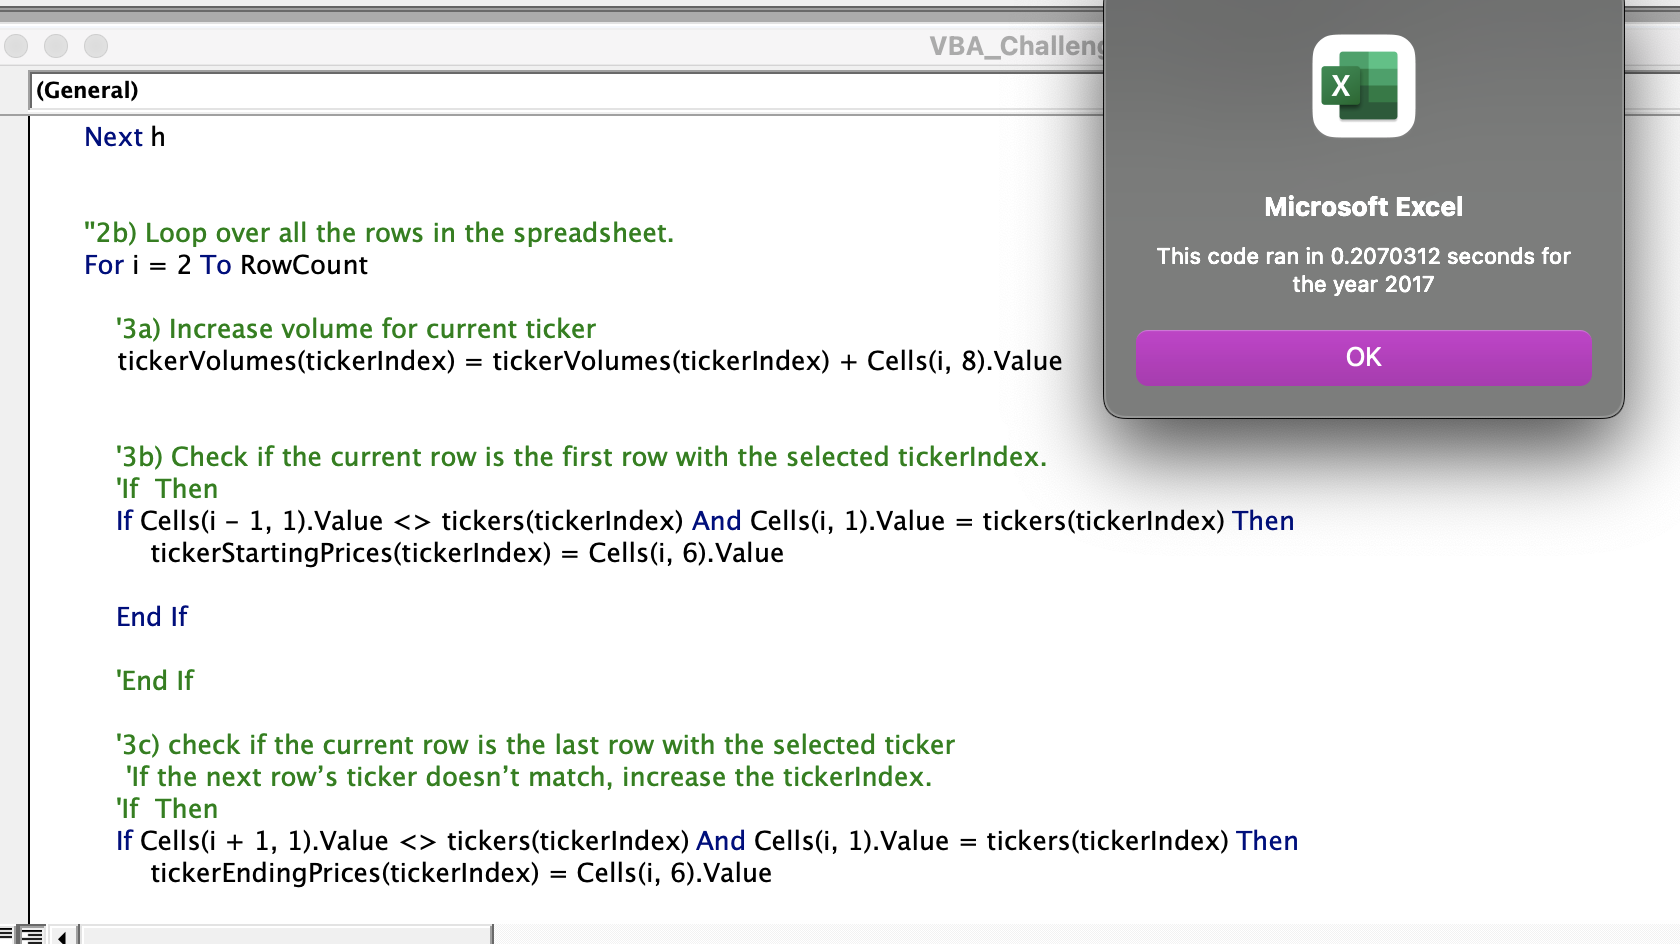 VBA_Challeng
(General)
Next h
"2b) Loop over all the rows in the spreadsheet.
For i = 2 To RowCount
'3a) Increase volume for current ticker
tickerVolumes(tickerIndex) = tickerVolumes(tickerIndex) + Cells(i, 8).Value
'3b) Check if the current row is the first row with the selected tickerIndex.
'If  Then
If Cells(i - 1, 1).Value <> tickers(tickerIndex) And Cells(i, 1).Value = tickers(tickerIndex) Then
tickerStartingPrices(tickerIndex) = Cells(i, 6).Value
End If
'End If
'3c) check if the current row is the last row with the selected ticker
'If the next row’s ticker doesn’t match, increase the tickerIndex.
'If  Then
If Cells(i + 1, 1).Value <> tickers(tickerIndex) And Cells(i, 1).Value = tickers(tickerIndex) Then
tickerEndingPrices(tickerIndex) = Cells(i, 6).Value
X
Microsoft Excel
This code ran in 0.2070312 seconds for
the year 2017
OK